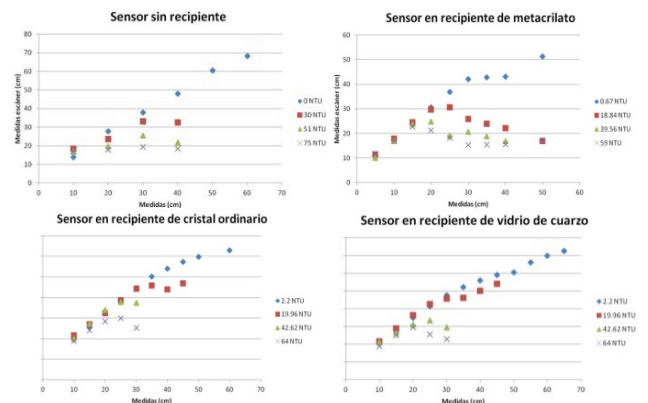 Sensor sin recipiente
80
70
60
50
40
30
20
10
0
Medidas escáner (cm)
0 10 20 30 40 50 60 70
Medidas (cm)
0 NTU
30 NTU
51 NTU
75 NTU
Sensor en recipiente de metacrilato
60
50
40
30
20
10
0
Medidas escáner (cm)
0 10 20 30 40 50 60
Medidas (cm)
0.67 NTU
18.84 NTU
39.56 NTU
59 NTU
Sensor en recipiente de cristal ordinario
0 10 20 30 40 50 60 70
Medidas (cm)
2.2 NTU
19.96 NTU
42.62 NTU
64 NTU
Sensor en recipiente de vidrio de cuarzo
0 10 20 30 40 50 60 70
Medidas (cm)
2.2 NTU
19.96 NTU
42.62 NTU
64 NTU